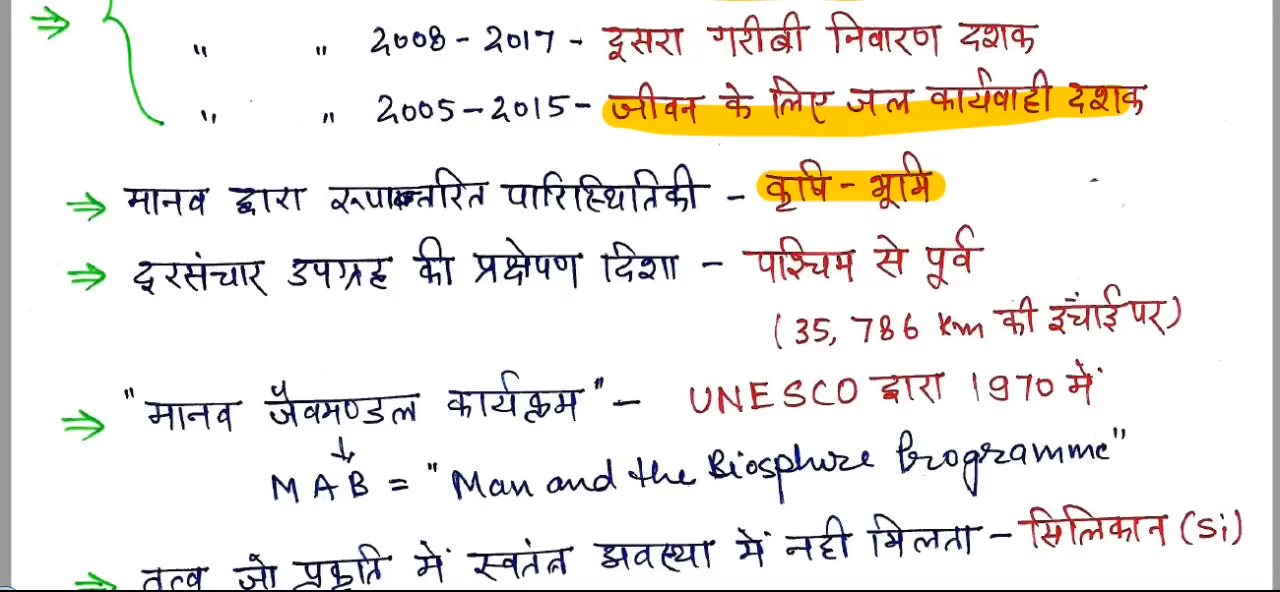 " " 2008-2017 - दूसरा गरीबी निवारण दशक
" " 2005-2015 - जीवन के लिए जल कार्यवाही दशक
⇒ मानव द्वारा रूपान्तरित पारिस्थितिकी - कृषि-भूमि
⇒ दूरसंचार उपग्रह की प्रक्षेपण दिशा - पश्चिम से पूर्व
(35,786 km की ऊँचाई पर)
⇒ "मानव जैवमण्डल कार्यक्रम" - UNESCO द्वारा 1970 में
↓
MAB = "Man and the Biosphere Programme"
⇒ तत्व जो प्रकृति में स्वतंत्र अवस्था में नही मिलता - सिलिकान (Si)